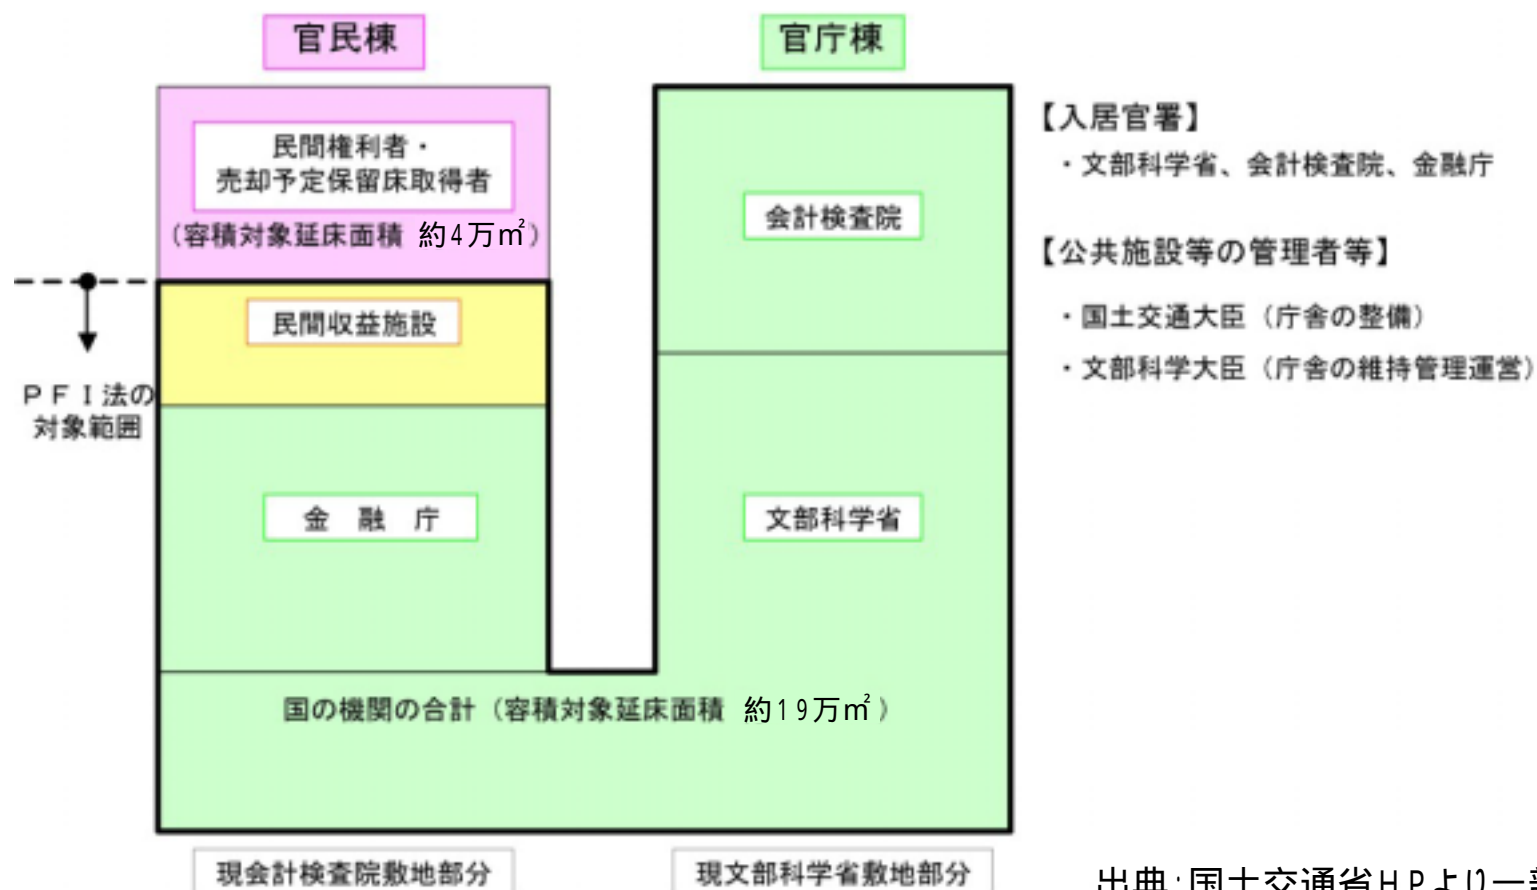 官民棟
官庁棟
民間権利者・
売却予定保留床取得者
（容積対象延床面積 約4万㎡）
民間収益施設
ＰＦＩ法の
対象範囲
金 融 庁
会計検査院
文部科学省
国の機関の合計（容積対象延床面積 約19万㎡）
現会計検査院敷地部分
現文部科学省敷地部分
【入居官署】
・文部科学省、会計検査院、金融庁
【公共施設等の管理者等】
・国土交通大臣（庁舎の整備）
・文部科学大臣（庁舎の維持管理運営）
出典：国土交通省ＨＰより一